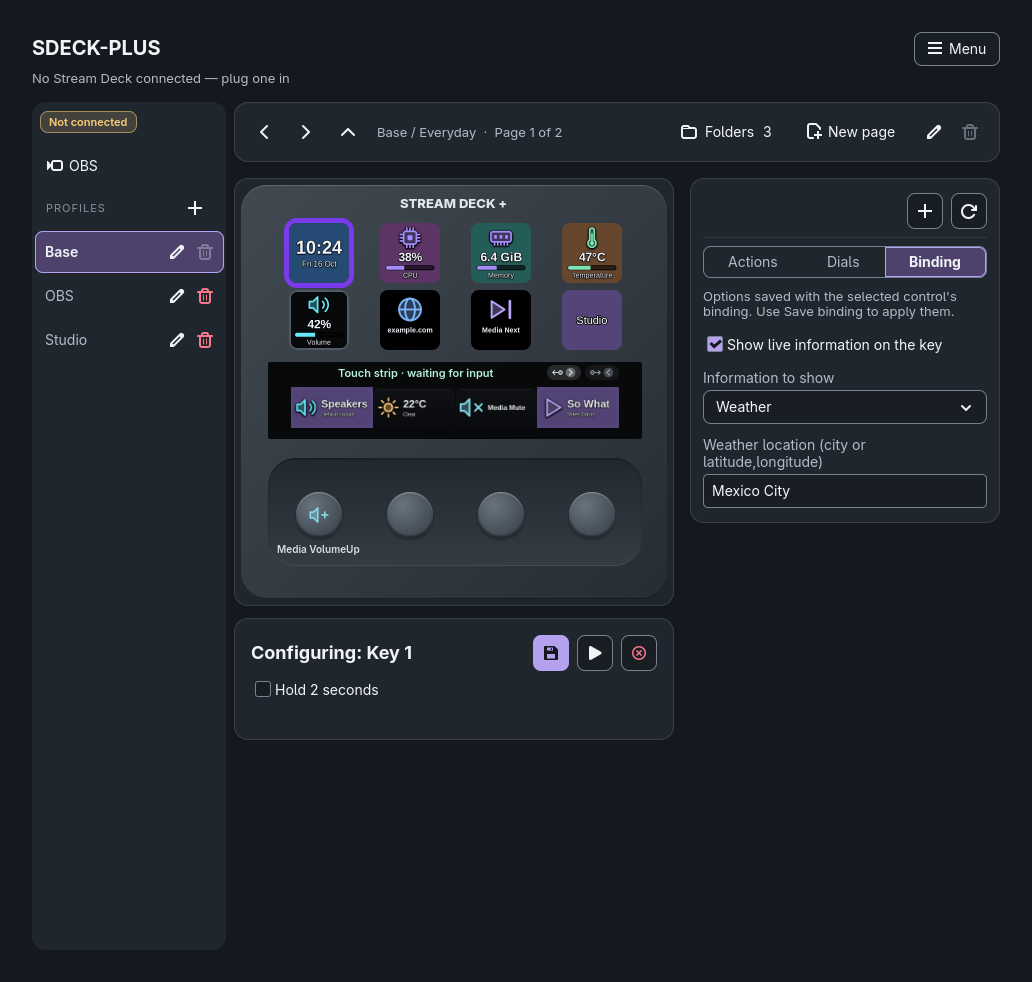 SDECK-PLUS
Menu
No Stream Deck connected — plug one in
Not connected
OBS
PROFILES
Base
OBS
Studio
Base / Everyday · Page 1 of 2
Folders 3
New page
STREAM DECK +
10:24
Fri 16 Oct
38%
CPU
6.4 GiB
Memory
47°C
Temperature
42%
Volume
example.com
Media Next
Studio
Touch strip · waiting for input
Speakers
22°C
Clear
Media Mute
So What
Miles Davis
Media VolumeUp
Configuring: Key 1
Hold 2 seconds
Actions
Dials
Binding
Options saved with the selected control's
binding. Use Save binding to apply them.
Show live information on the key
Information to show
Weather
Weather location (city or
latitude,longitude)
Mexico City